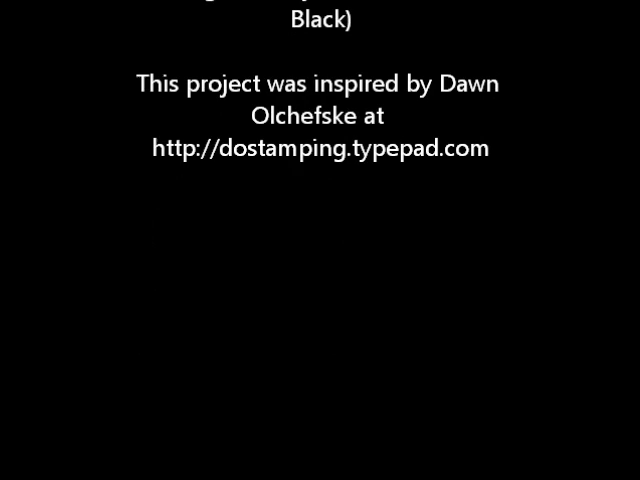 Black)
This project was inspired by Dawn
Olchefske at
http://dostamping.typepad.com